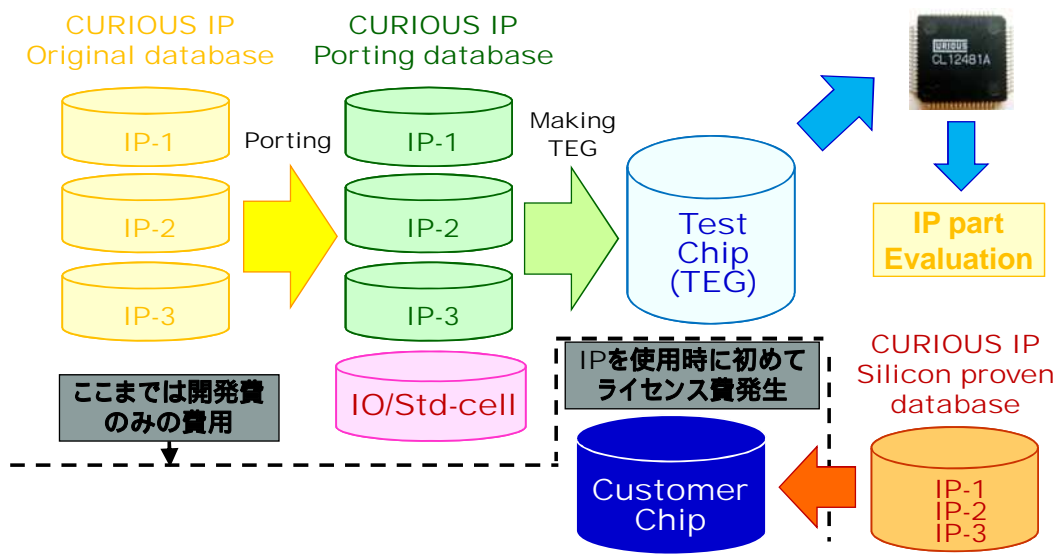 CURIOUS IP
Original database
IP-1
IP-2
IP-3
Porting
CURIOUS IP
Porting database
IP-1
IP-2
IP-3
IO/Std-cell
Making
TEG
Test
Chip
(TEG)
URIOUS
CL12481A
IP part
Evaluation
ここまでは開発費
のみの費用
IPを使用時に初めて
ライセンス費発生
Customer
Chip
CURIOUS IP
Silicon proven
database
IP-1
IP-2
IP-3